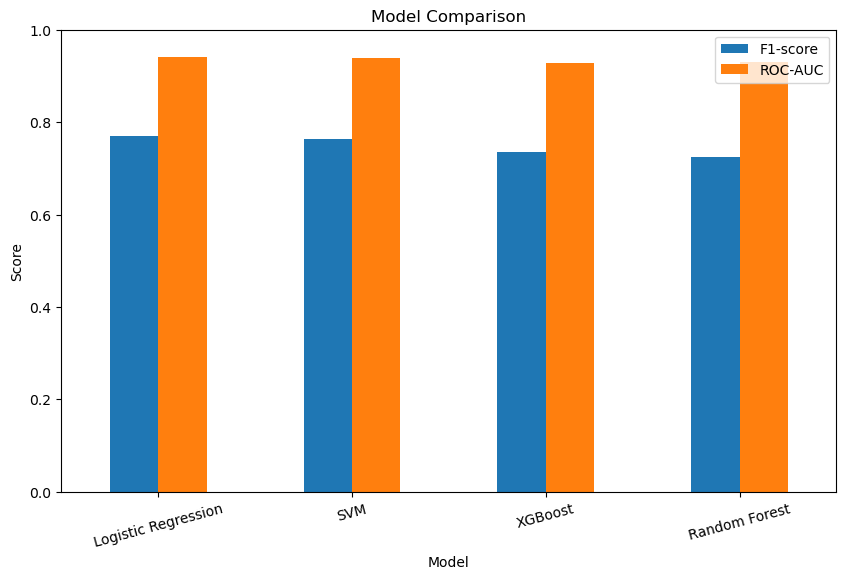 Model Comparison
F1-score
ROC-AUC
1.0
0.8
0.6
0.4
0.2
0.0
Score
Logistic Regression
SVM
XGBoost
Random Forest
Model